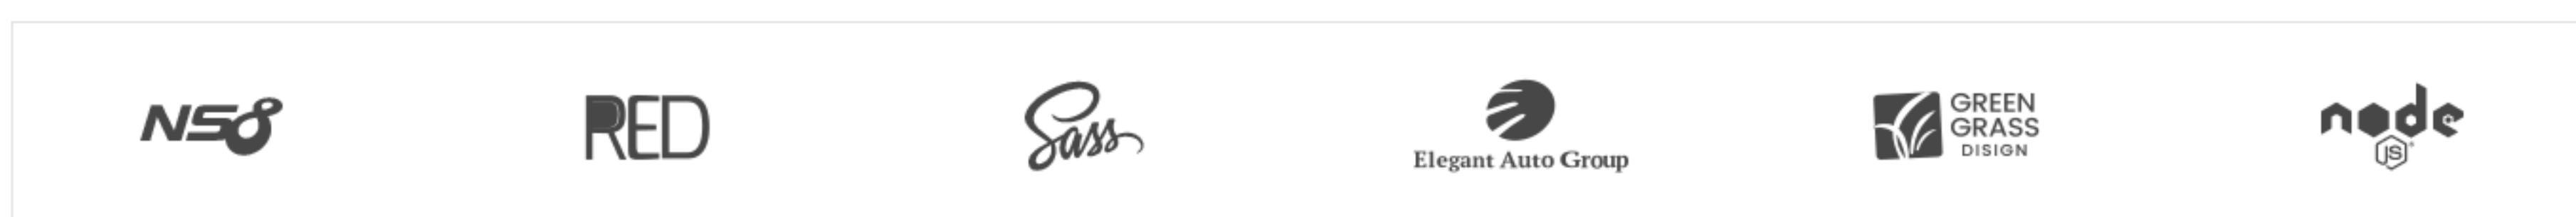 NS8
RED
Sass
Elegant Auto Group
GREEN
GRASS
DISIGN
node
JS